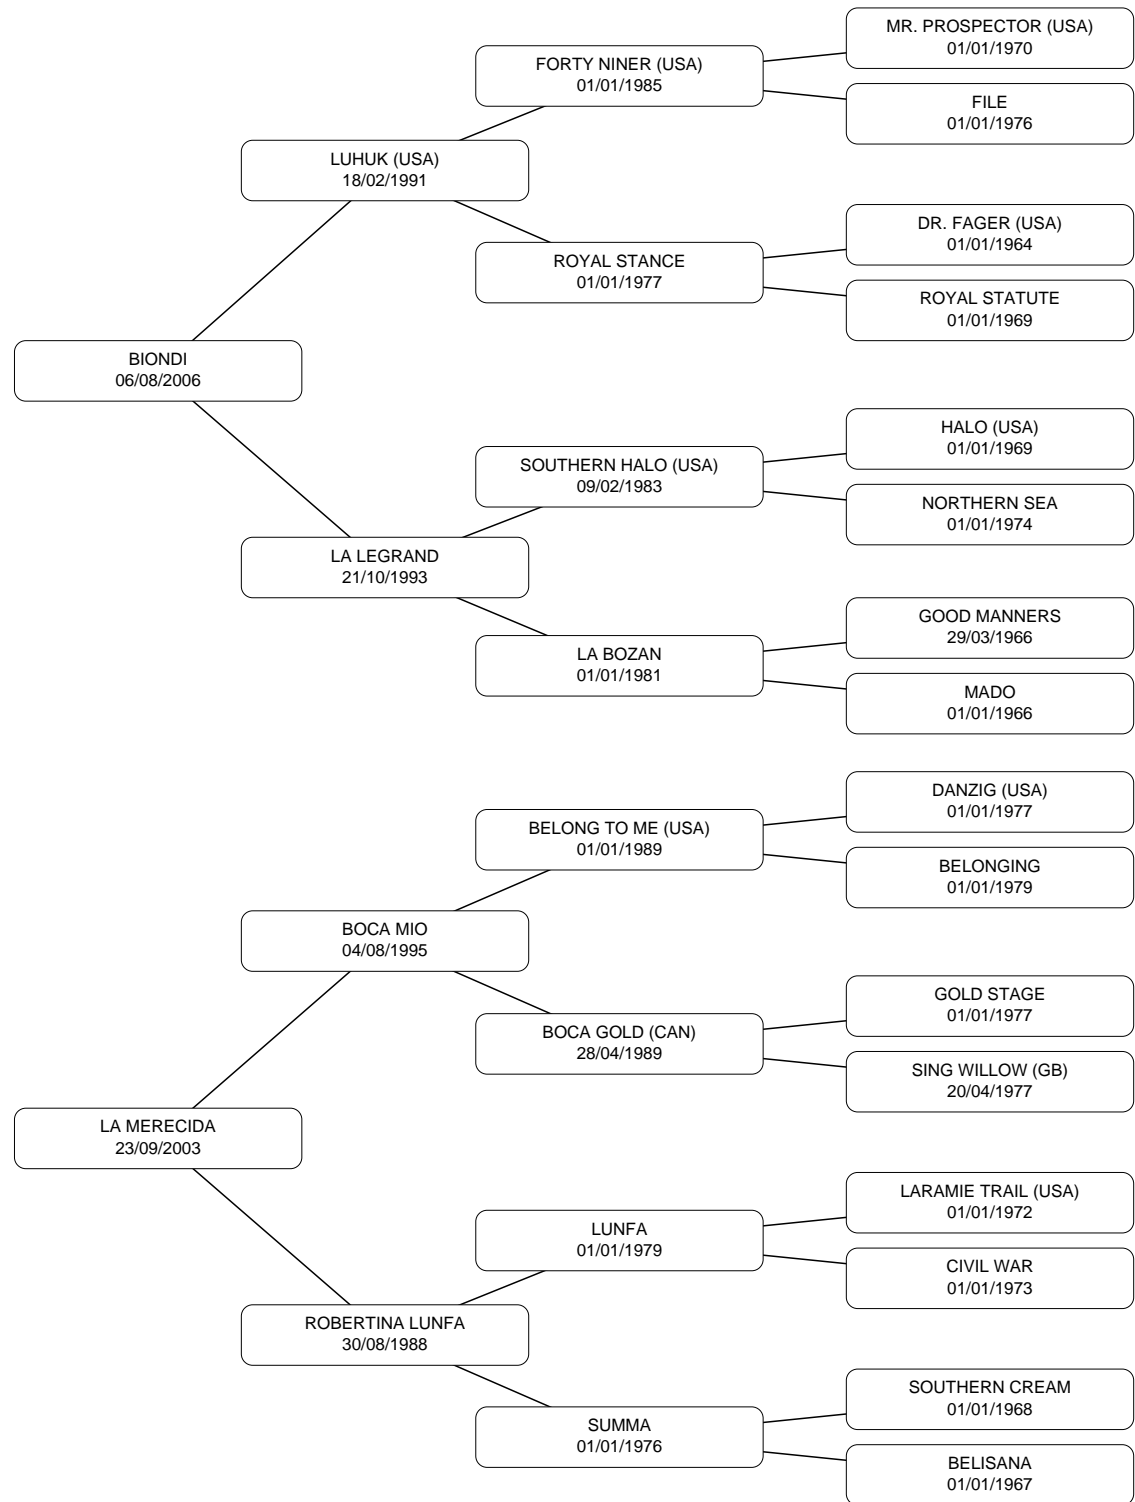 MR. PROSPECTOR (USA)
01/01/1970
FORTY NINER (USA)
01/01/1985
FILE
01/01/1976
LUHUK (USA)
18/02/1991
DR. FAGER (USA)
01/01/1964
ROYAL STANCE
01/01/1977
ROYAL STATUTE
01/01/1969
BIONDI
06/08/2006
HALO (USA)
01/01/1969
SOUTHERN HALO (USA)
09/02/1983
NORTHERN SEA
01/01/1974
LA LEGRAND
21/10/1993
GOOD MANNERS
29/03/1966
LA BOZAN
01/01/1981
MADO
01/01/1966
DANZIG (USA)
01/01/1977
BELONG TO ME (USA)
01/01/1989
BELONGING
01/01/1979
BOCA MIO
04/08/1995
GOLD STAGE
01/01/1977
BOCA GOLD (CAN)
28/04/1989
SING WILLOW (GB)
20/04/1977
LA MERECIDA
23/09/2003
LARAMIE TRAIL (USA)
01/01/1972
LUNFA
01/01/1979
CIVIL WAR
01/01/1973
ROBERTINA LUNFA
30/08/1988
SOUTHERN CREAM
01/01/1968
SUMMA
01/01/1976
BELISANA
01/01/1967